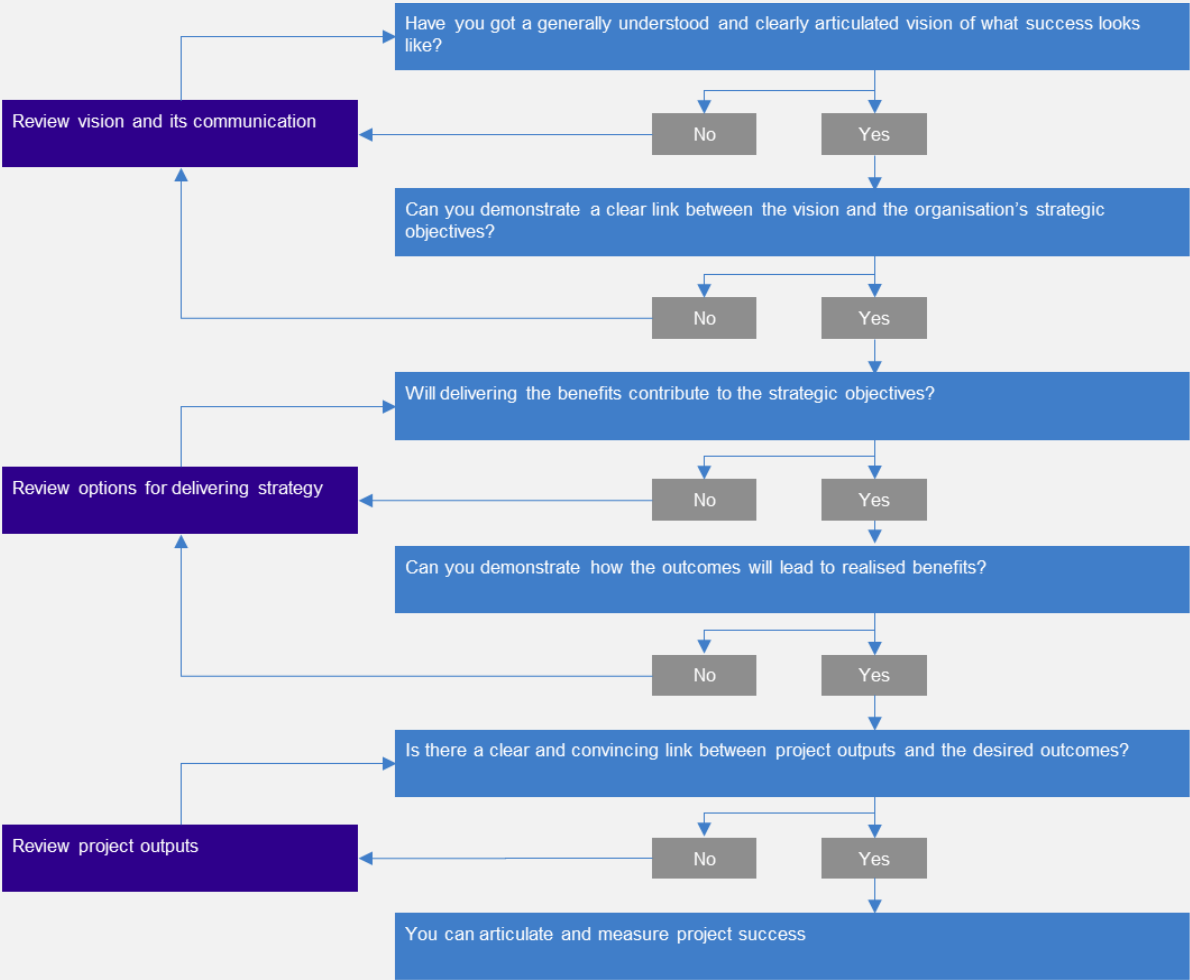 Have you got a generally understood and clearly articulated vision of what success looks
like?
Review vision and its communication
No
Yes
Can you demonstrate a clear link between the vision and the organisation’s strategic
objectives?
No
Yes
Will delivering the benefits contribute to the strategic objectives?
Review options for delivering strategy
No
Yes
Can you demonstrate how the outcomes will lead to realised benefits?
No
Yes
Is there a clear and convincing link between project outputs and the desired outcomes?
Review project outputs
No
Yes
You can articulate and measure project success